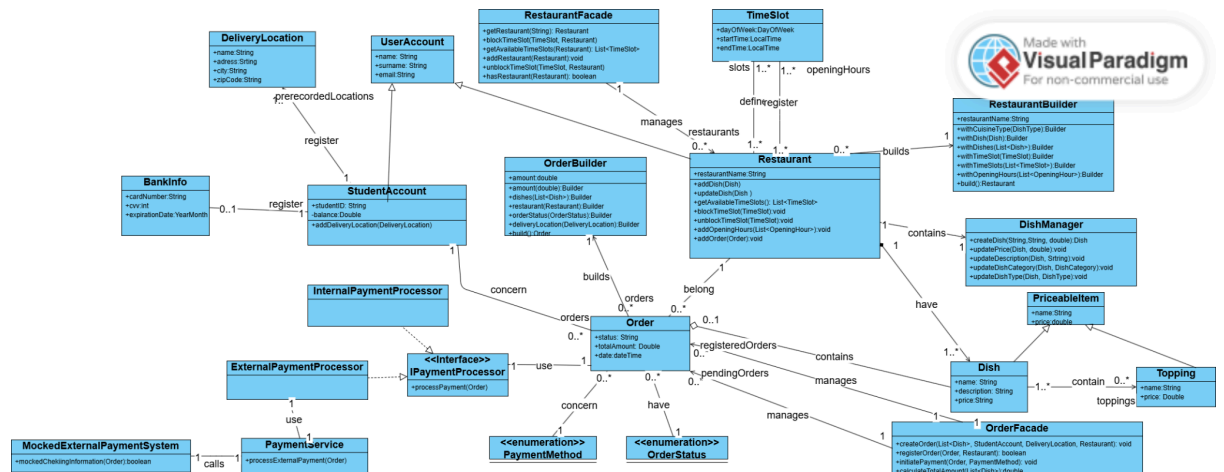 Made with
VisualParadigm
For non-commercial use
DeliveryLocation
+name:String
+adress:Srting
+city:String
+zipCode:String
UserAccount
+name: String
+surname: String
+email:String
RestaurantFacade
+getRestaurant(String): Restaurant
+blockTimeSlot(TimeSlot, Restaurant)
+getAvailableTimeSlots(Restaurant): List<TimeSlot>
+addRestaurant(Restaurant):void
+unblockTimeSlot(TimeSlot, Restaurant)
+hasRestaurant(Restaurant): boolean
TimeSlot
+dayOfWeek:DayOfWeek
+startTime:LocalTime
+endTime:LocalTime
slots
1..*
1..*
openingHours
define
register
1..*
1..*
1..
prerecordedLocations
register
1
1
manages
restaurants
0..*
RestaurantBuilder
+restaurantName:String
+withCuisineType(DishType):Builder
+withDish(Dish):Builder
+withDishes(List<Dish>):Builder
+withTimeSlot(TimeSlot):Builder
+withTimeSlots(List<TimeSlot>):Builder
+withOpeningHours(List<OpeningHour>):Builder
+build():Restaurant
0..*
builds
1
BankInfo
+cardNumber:String
+cvv:int
+expirationDate:YearMonth
0..1
register
1
StudentAccount
+studentID: String
-balance:Double
+addDeliveryLocation(DeliveryLocation)
OrderBuilder
+amount:double
+amount(double):Builder
+dishes(List<Dish>):Builder
+restaurant(Restaurant):Builder
+orderStatus(OrderStatus):Builder
+deliveryLocation(DeliveryLocation):Builder
+build():Order
Restaurant
+restaurantName:String
+addDish(Dish)
+updateDish(Dish )
+getAvailableTimeSlots(): List<TimeSlot>
+blockTimeSlot(TimeSlot):void
+unblockTimeSlot(TimeSlot):void
+addOpeningHours(List<OpeningHour>):void
+addOrder(Order):void
1
contains
1
DishManager
+createDish(String,String, double):Dish
+updatePrice(Dish, double):void
+updateDescription(Dish, Srtring):void
+updateDishCategory(Dish, DishCategory):void
+updateDishType(Dish, DishType):void
1
concern
orders
0..*
1
builds
orders
0..*
1
belong
0..*
1
have
1..*
PriceableItem
+name:String
+price:double
InternalPaymentProcessor
ExternalPaymentProcessor
<<Interface>>
IPaymentProcessor
+processPayment(Order)
1
use
1
Order
+status: String
+totalAmount: Double
+date:dateTime
0..1
contains
registeredOrders
0..
manages
1
pendingOrders
0..*
manages
1
Dish
+name: String
+description: String
+price:String
1..*
contain
0..*
toppings
Topping
+name:String
+price: Double
1
use
1
0..*
concern
1
0..*
have
1
<<enumeration>>
PaymentMethod
<<enumeration>>
OrderStatus
MockedExternalPaymentSystem
+mockedChekingInformation(Order):boolean
1
calls
1
PaymentService
+processExternalPayment(Order)
OrderFacade
+createOrder(List<Dish>, StudentAccount, DeliveryLocation, Restaurant): void
+registerOrder(Order, Restaurant): boolean
+initiatePayment(Order, PaymentMethod): void
+calculateTotalAmount(List<Dish>): double